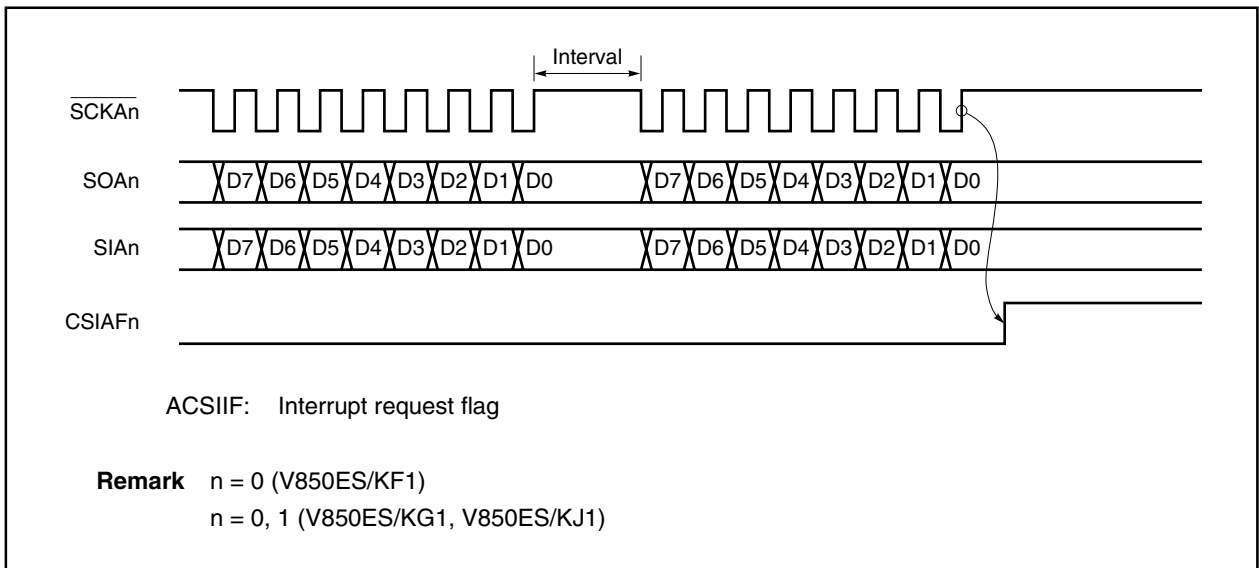 Interval
SCKAn
SOAn D7 D6 D5 D4 D3 D2 D1 D0 D7 D6 D5 D4 D3 D2 D1 D0
SIAn D7 D6 D5 D4 D3 D2 D1 D0 D7 D6 D5 D4 D3 D2 D1 D0
CSIAFn
ACSIIF: Interrupt request flag
Remark n = 0 (V850ES/KF1)
n = 0, 1 (V850ES/KG1, V850ES/KJ1)